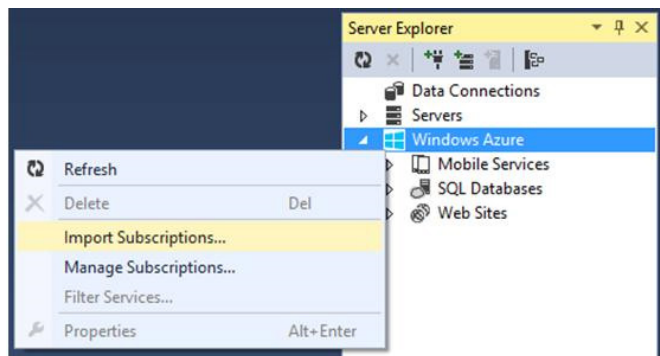 Server Explorer
Data Connections
Servers
Windows Azure
Mobile Services
SQL Databases
Web Sites
Refresh
Delete Del
Import Subscriptions...
Manage Subscriptions...
Filter Services...
Properties Alt+Enter